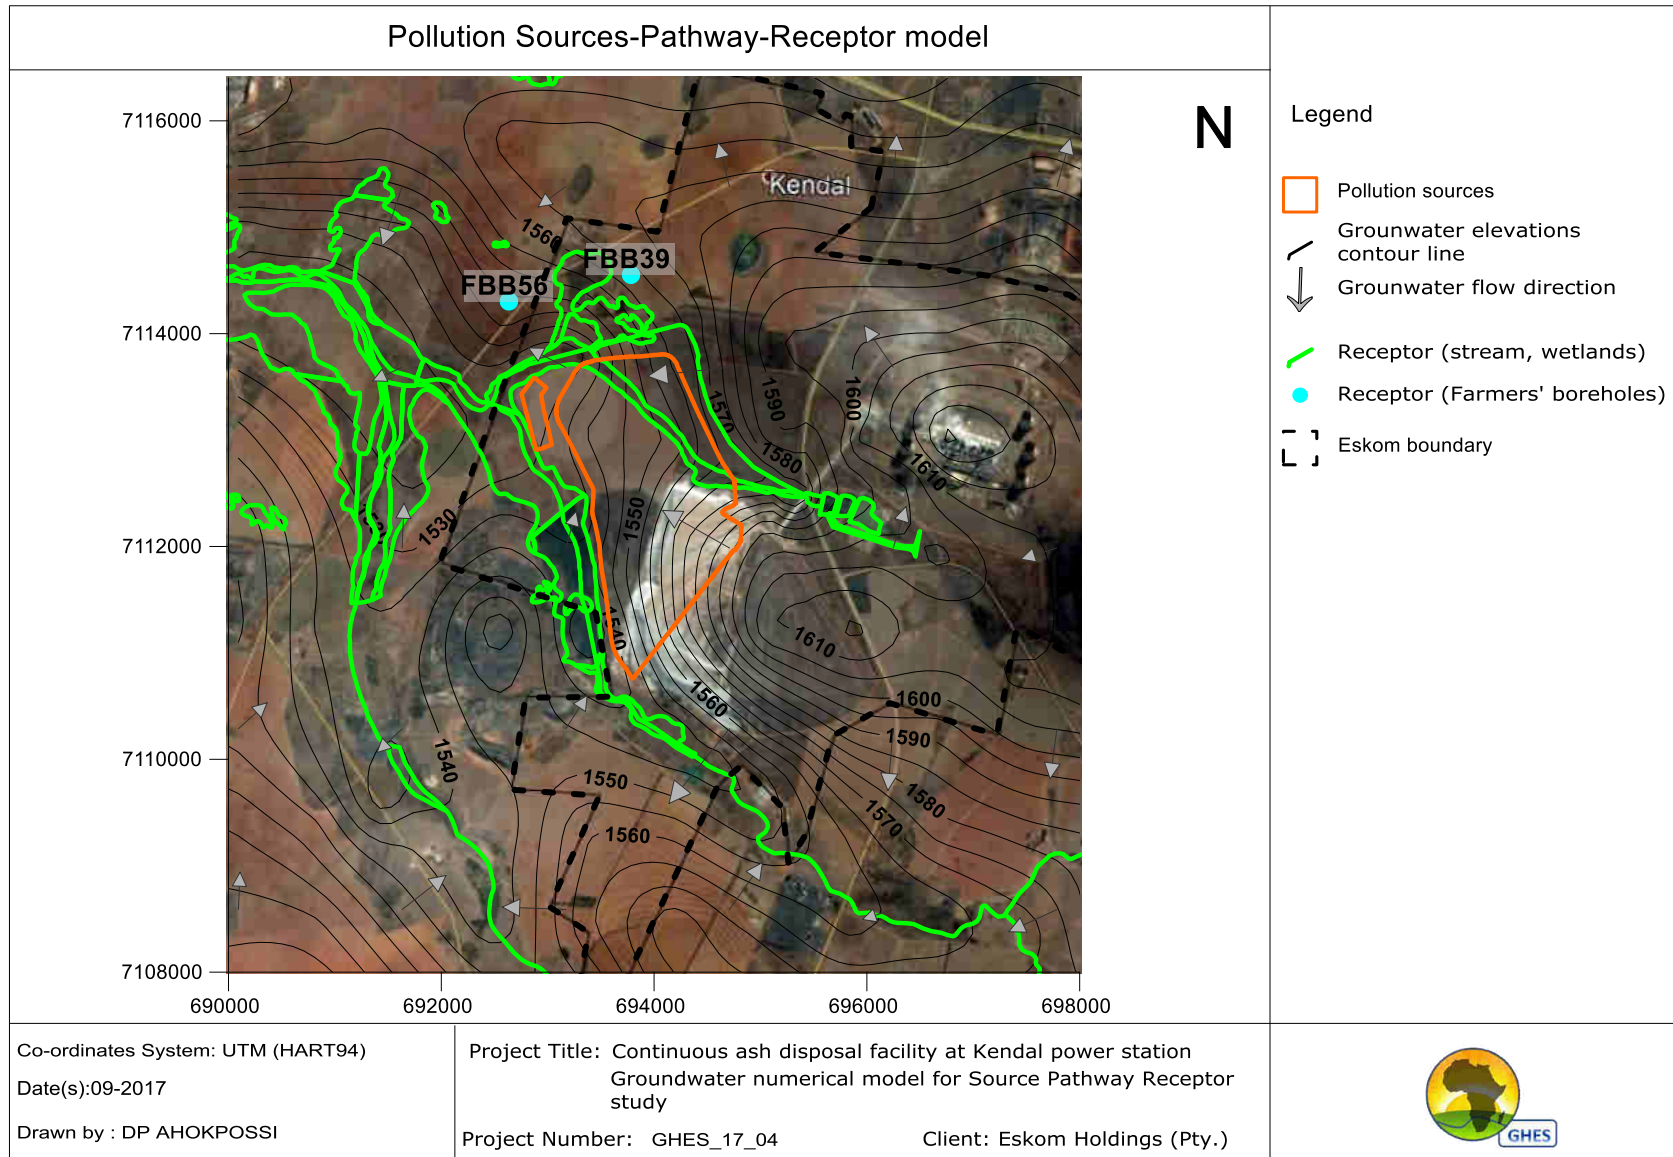 Pollution Sources-Pathway-Receptor model
N
Legend
Pollution sources
Grounwater elevations
contour line
Grounwater flow direction
Receptor (stream, wetlands)
Receptor (Farmers' boreholes)
Eskom boundary
7116000
7114000
7112000
7110000
7108000
690000
692000
694000
696000
698000
Kendal
1560
FBB39
FBB56
1590
1600
1570
1580
1610
1550
1530
1540
1610
1560
1600
1590
1540
1550
1580
1570
1560
Co-ordinates System: UTM (HART94)
Date(s):09-2017
Drawn by : DP AHOKPOSSI
Project Title: Continuous ash disposal facility at Kendal power station
Groundwater numerical model for Source Pathway Receptor
study
Project Number: GHES_17_04
Client: Eskom Holdings (Pty.)
GHES